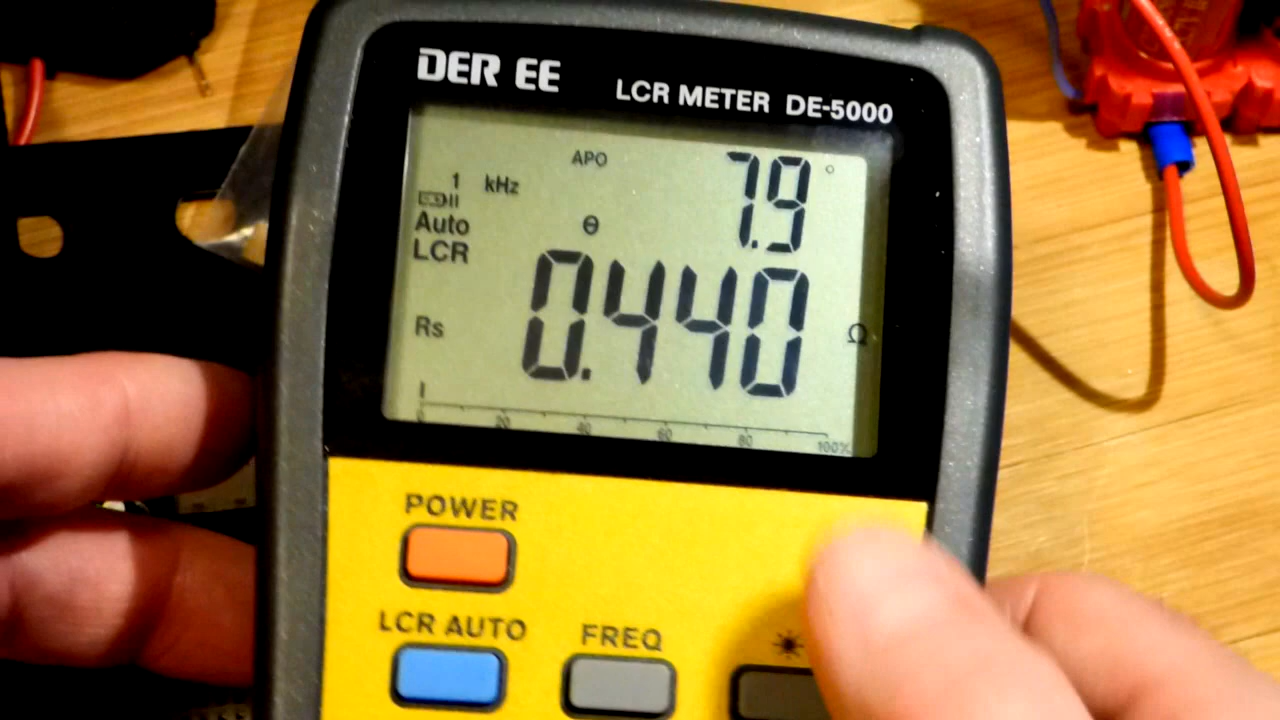 DER EE LCR METER DE-5000
APO 7.9 °
1 kHz
Auto θ
LCR
Rs 0.440 Ω
0 20 40 60 80 100%
POWER
LCR AUTO FREQ